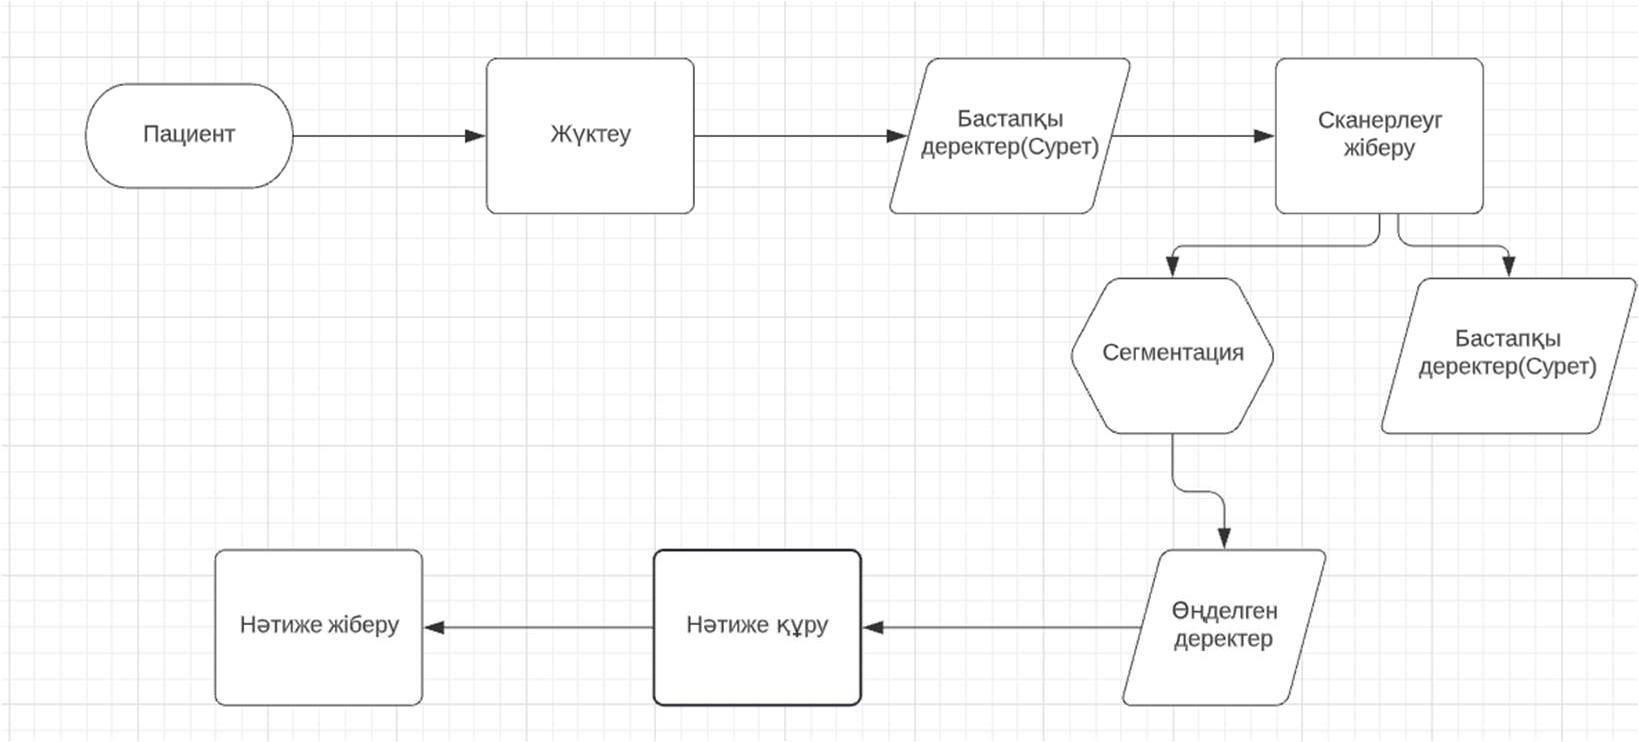 Пациент
Жүктеу
Бастапқы
деректер(Сурет)
Сканерлеуг
жіберу
Сегментация
Бастапқы
деректер(Сурет)
Нәтиже жіберу
Нәтиже құру
Өңделген
деректер